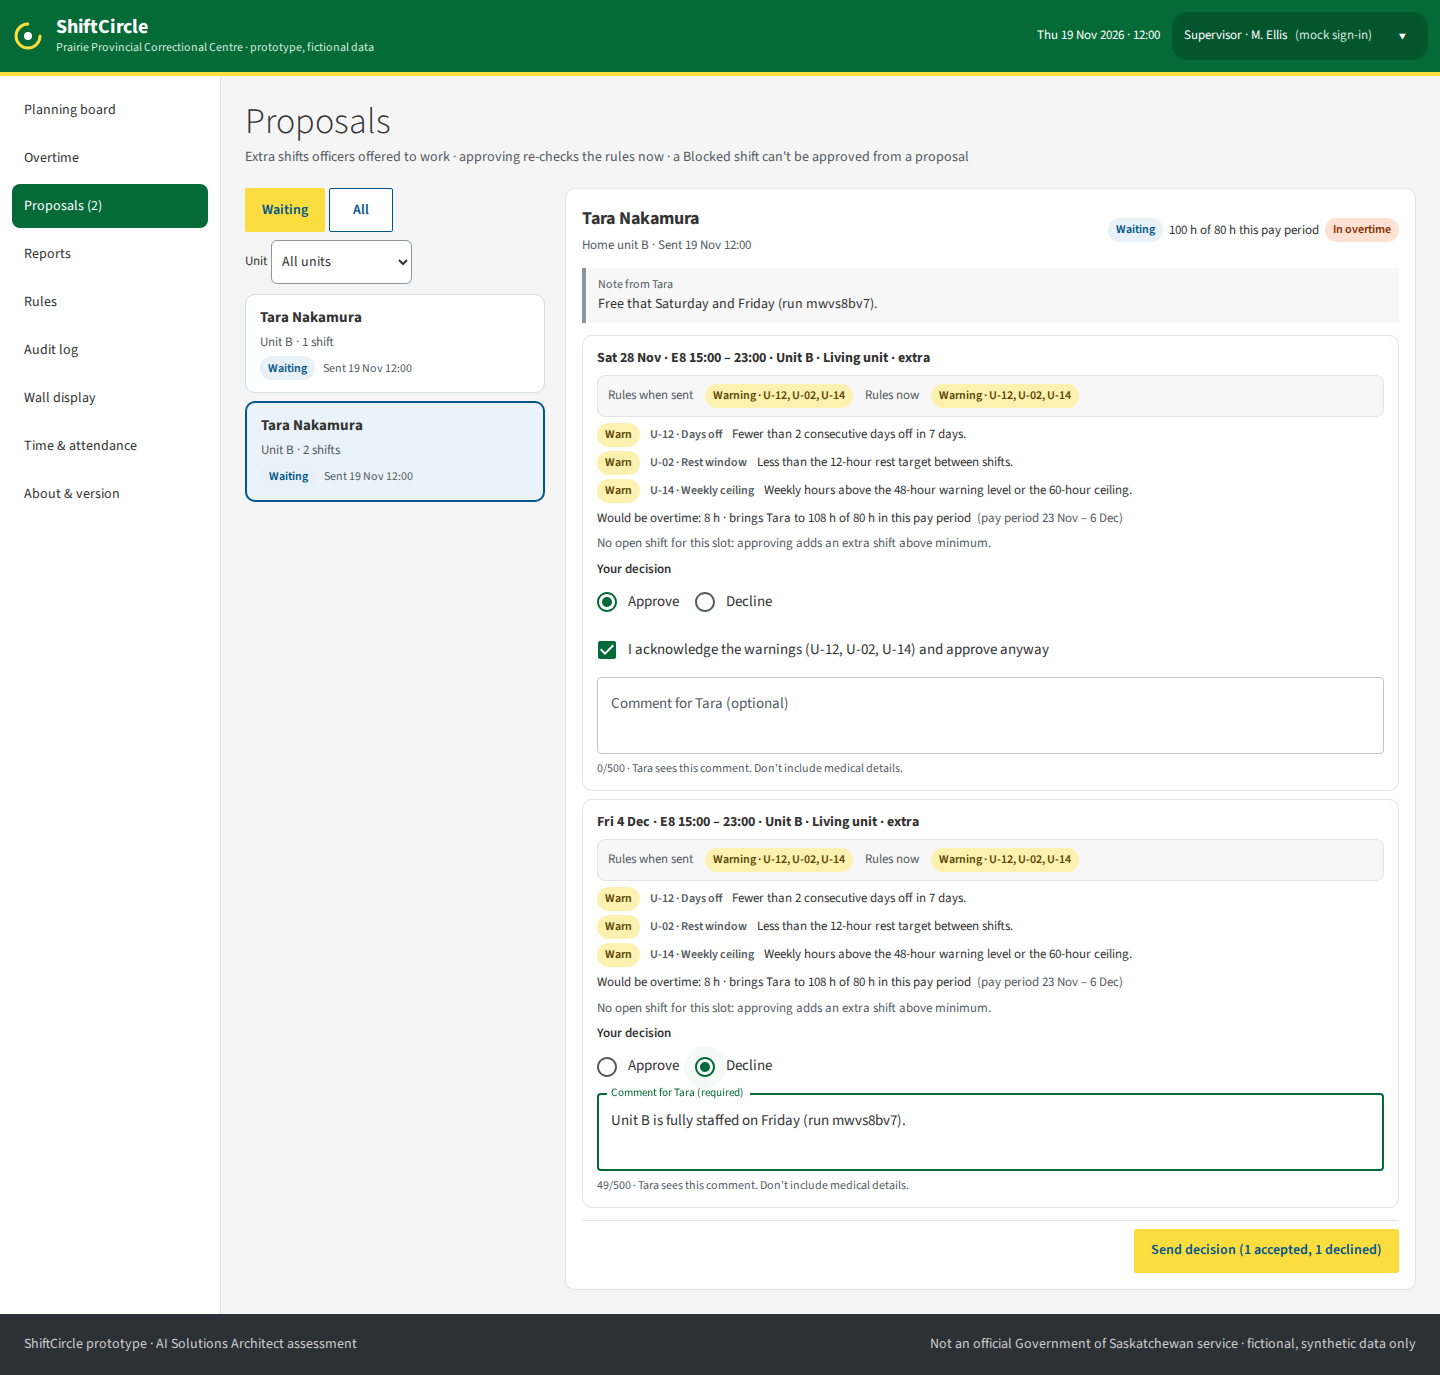 ShiftCircle
Prairie Provincial Correctional Centre · prototype, fictional data
Thu 19 Nov 2026 · 12:00
Supervisor · M. Ellis (mock sign-in)
Planning board
Overtime
Proposals (2)
Reports
Rules
Audit log
Wall display
Time & attendance
About & version
Proposals
Extra shifts officers offered to work · approving re-checks the rules now · a Blocked shift can't be approved from a proposal
Waiting
All
Unit
All units
Tara Nakamura
Unit B · 1 shift
Waiting Sent 19 Nov 12:00
Tara Nakamura
Unit B · 2 shifts
Waiting Sent 19 Nov 12:00
Tara Nakamura
Home unit B · Sent 19 Nov 12:00
Waiting 100 h of 80 h this pay period In overtime
Note from Tara
Free that Saturday and Friday (run mwvs8bv7).
Sat 28 Nov · E8 15:00 – 23:00 · Unit B · Living unit · extra
Rules when sent Warning · U-12, U-02, U-14 Rules now Warning · U-12, U-02, U-14
Warn U-12 · Days off Fewer than 2 consecutive days off in 7 days.
Warn U-02 · Rest window Less than the 12-hour rest target between shifts.
Warn U-14 · Weekly ceiling Weekly hours above the 48-hour warning level or the 60-hour ceiling.
Would be overtime: 8 h · brings Tara to 108 h of 80 h in this pay period (pay period 23 Nov – 6 Dec)
No open shift for this slot: approving adds an extra shift above minimum.
Your decision
Approve Decline
I acknowledge the warnings (U-12, U-02, U-14) and approve anyway
Comment for Tara (optional)
0/500 · Tara sees this comment. Don't include medical details.
Fri 4 Dec · E8 15:00 – 23:00 · Unit B · Living unit · extra
Rules when sent Warning · U-12, U-02, U-14 Rules now Warning · U-12, U-02, U-14
Warn U-12 · Days off Fewer than 2 consecutive days off in 7 days.
Warn U-02 · Rest window Less than the 12-hour rest target between shifts.
Warn U-14 · Weekly ceiling Weekly hours above the 48-hour warning level or the 60-hour ceiling.
Would be overtime: 8 h · brings Tara to 108 h of 80 h in this pay period (pay period 23 Nov – 6 Dec)
No open shift for this slot: approving adds an extra shift above minimum.
Your decision
Approve Decline
Comment for Tara (required)
Unit B is fully staffed on Friday (run mwvs8bv7).
49/500 · Tara sees this comment. Don't include medical details.
Send decision (1 accepted, 1 declined)
ShiftCircle prototype · AI Solutions Architect assessment
Not an official Government of Saskatchewan service · fictional, synthetic data only